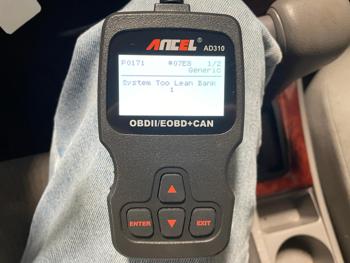 ANCEL
AD310
P0171 #07E8 1/2
Generic
System Too Lean Bank
1
OBDII/EOBD+CAN
ENTER
EXIT